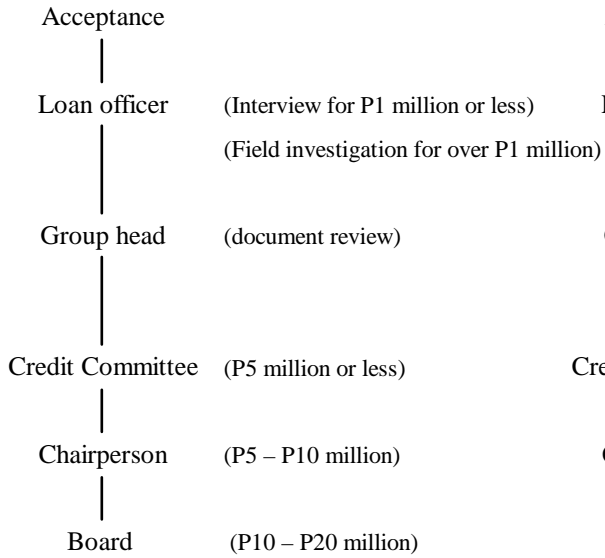 Acceptance
Loan officer (Interview for P1 million or less)
(Field investigation for over P1 million)
Group head (document review)
Credit Committee (P5 million or less)
Cre
Chairperson (P5 – P10 million)
Board (P10 – P20 million)